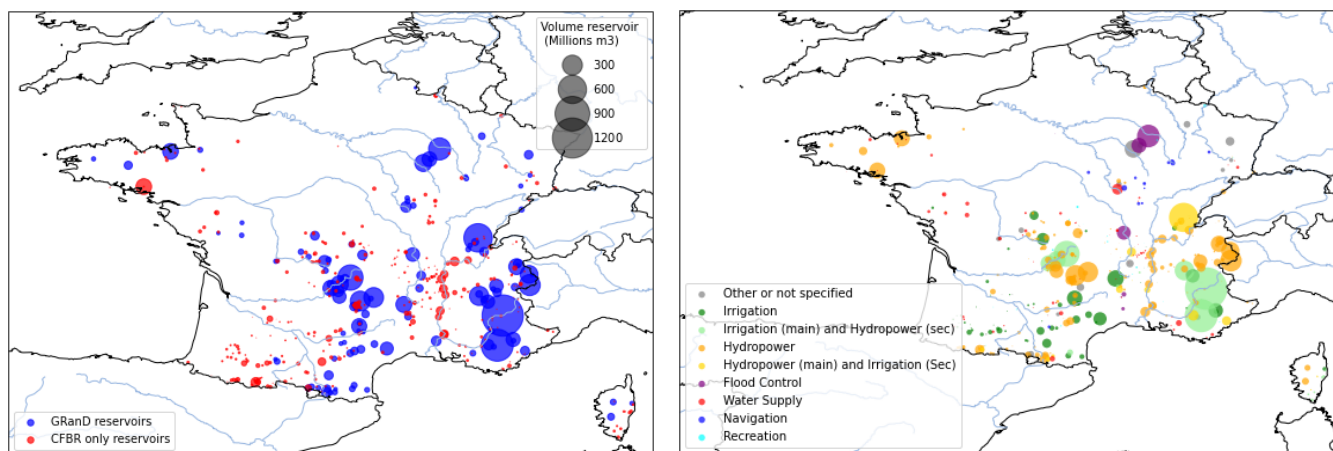 Volume reservoir
(Millions m3)
300
600
900
1200
GRanD reservoirs
CFBR only reservoirs
Other or not specified
Irrigation
Irrigation (main) and Hydropower (sec)
Hydropower
Hydropower (main) and Irrigation (Sec)
Flood Control
Water Supply
Navigation
Recreation